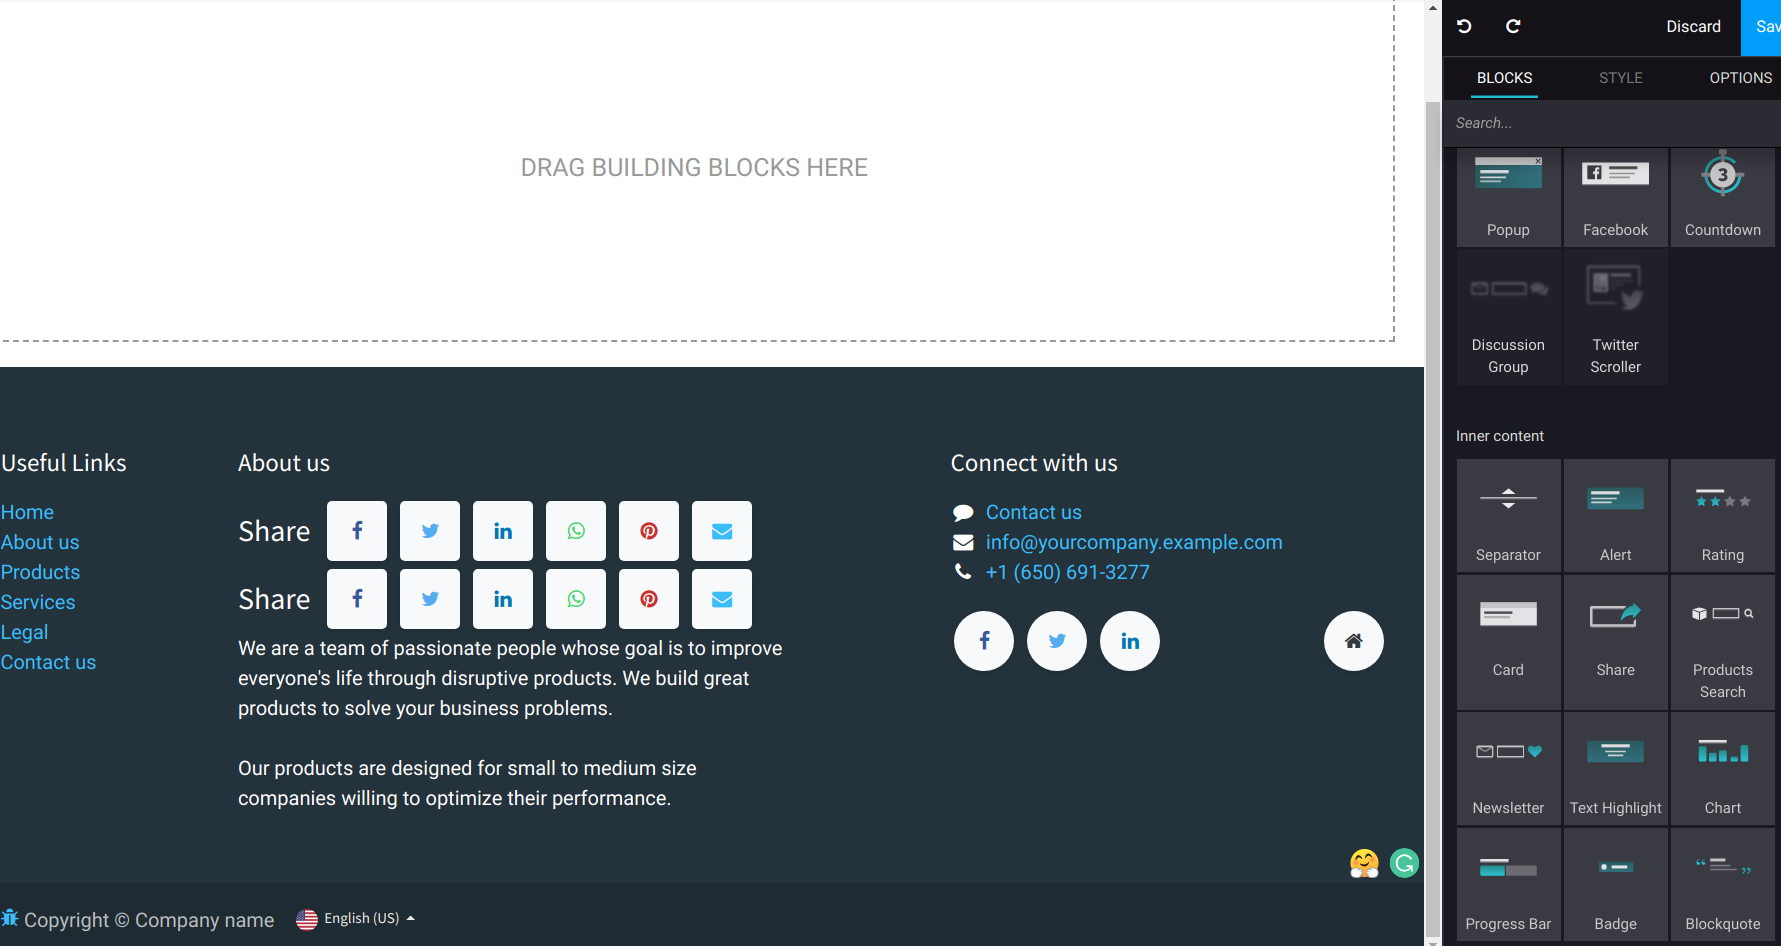 DRAG BUILDING BLOCKS HERE
Useful Links
Home
About us
Products
Services
Legal
Contact us
About us
Share
Share
We are a team of passionate people whose goal is to improve
everyone's life through disruptive products. We build great
products to solve your business problems.
Our products are designed for small to medium size
companies willing to optimize their performance.
Connect with us
Contact us
info@yourcompany.example.com
+1 (650) 691-3277
Copyright © Company name
English (US)
Discard
Sav
BLOCKS
STYLE
OPTIONS
Search...
3
Popup
Facebook
Countdown
Discussion
Group
Twitter
Scroller
Inner content
Separator
Alert
Rating
Card
Share
Products
Search
Newsletter
Text Highlight
Chart
Progress Bar
Badge
Blockquote